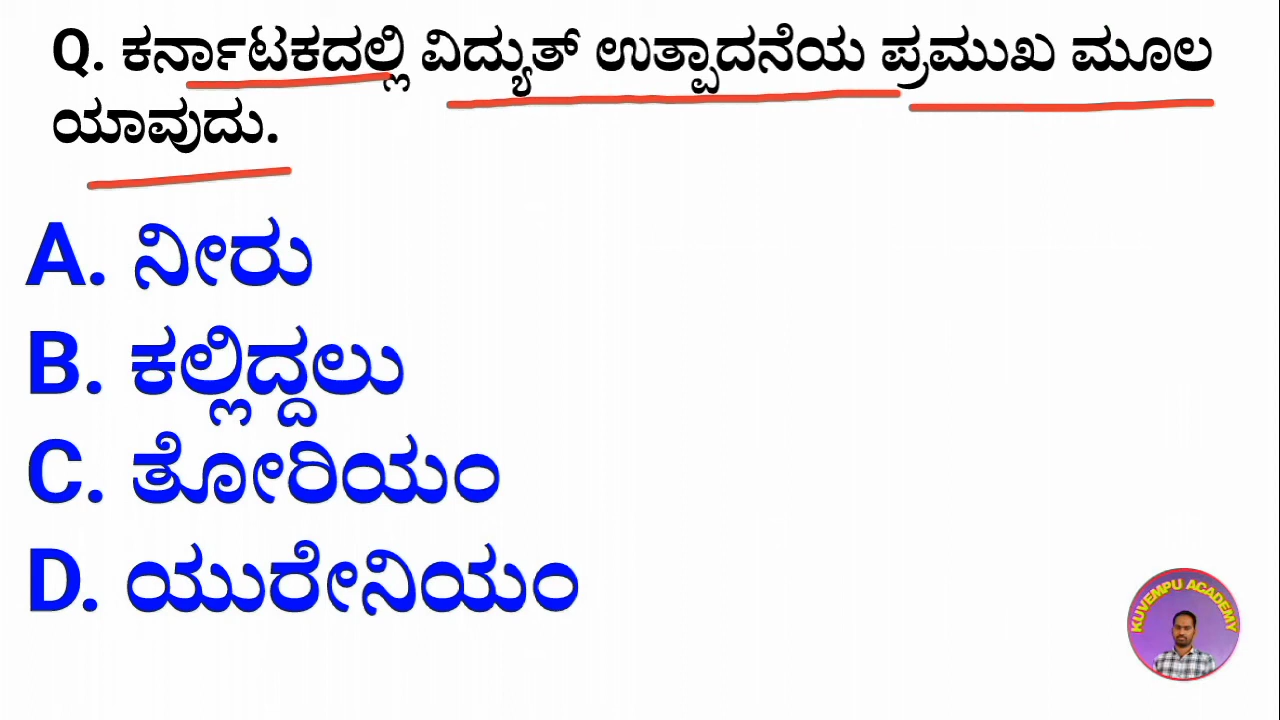 Q. ಕರ್ನಾಟಕದಲ್ಲಿ ವಿದ್ಯುತ್ ಉತ್ಪಾದನೆಯ ಪ್ರಮುಖ ಮೂಲ
ಯಾವುದು.
A. ನೀರು
B. ಕಲ್ಲಿದ್ದಲು
C. ತೋರಿಯಂ
D. ಯುರೇನಿಯಂ
KUVEMPU ACADEMY